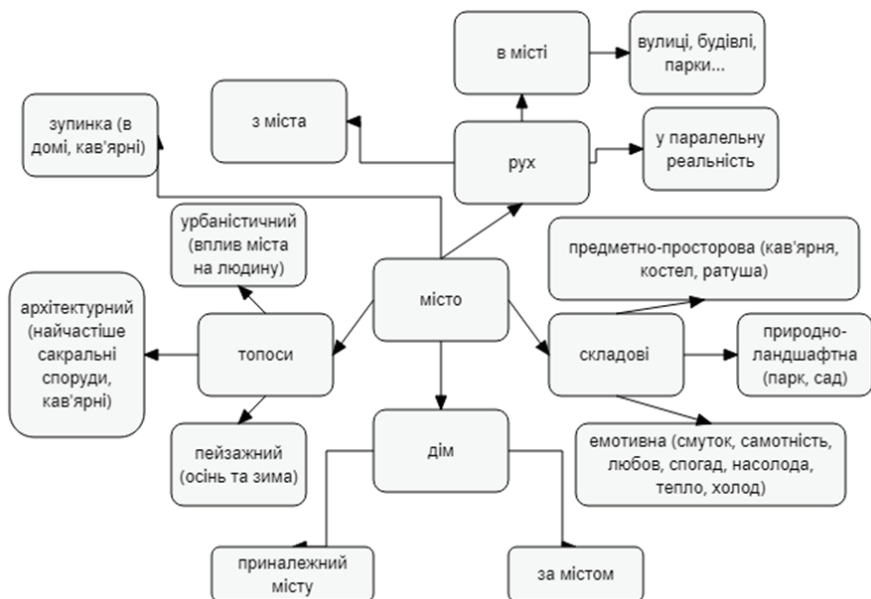 в місті
вулиці, будівлі,
парки...
з міста
зупинка (в
домі, кав'ярні)
рух
у паралельну
реальність
урбаністичний
(вплив міста
на людину)
предметно-просторова (кав'ярня,
костел, ратуша)
місто
архітектурний
(найчастіше
сакральні
споруди,
кав'ярні)
топоси
складові
природно-
ландшафтна
(парк, сад)
пейзажний
(осінь та зима)
дім
емотивна (смуток, самотність,
любов, спогад, насолода,
тепло, холод)
приналежний
місту
за містом